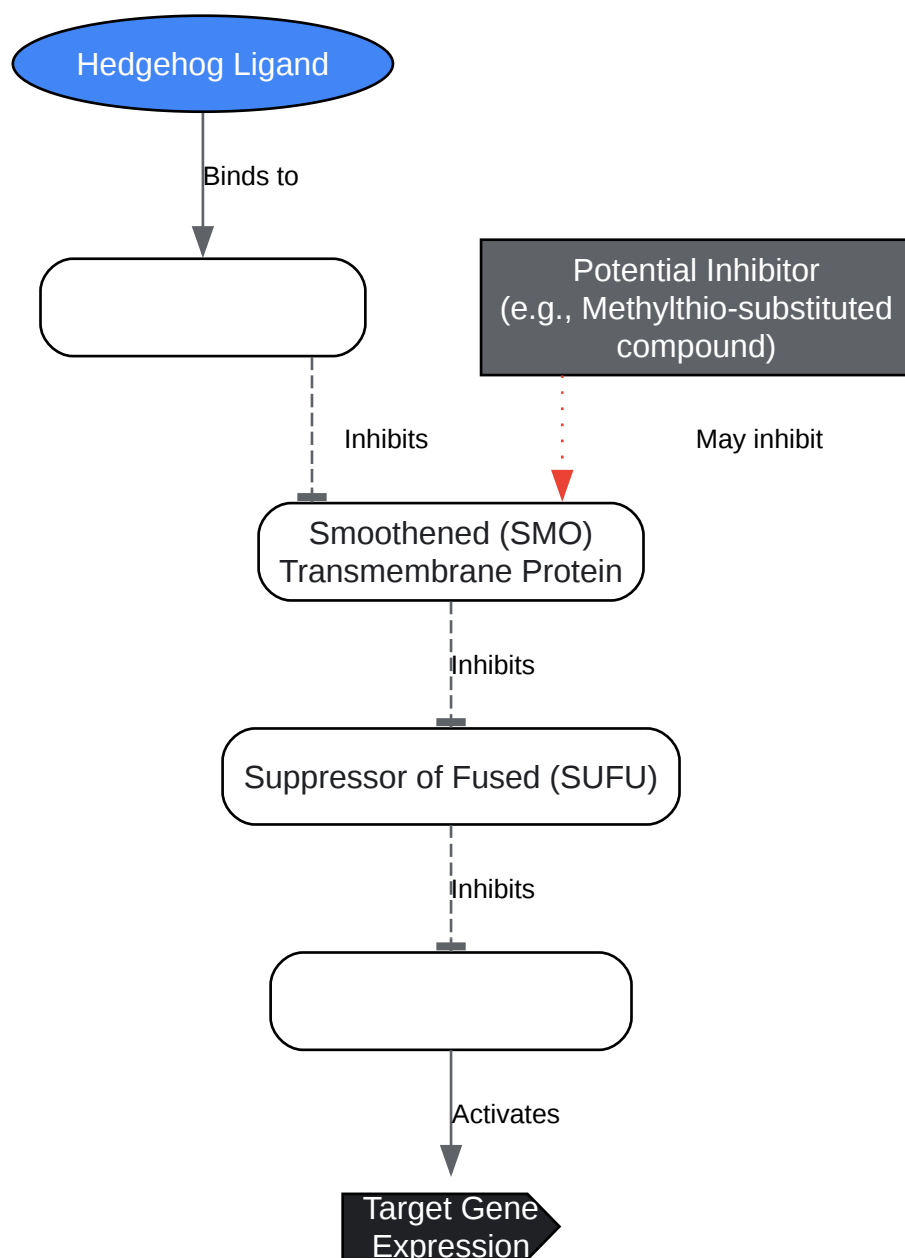 Hedgehog Ligand
Binds to
Potential Inhibitor
(e.g., Methylthio-substituted
compound)
Inhibits
May inhibit
Smoothened (SMO)
Transmembrane Protein
Inhibits
Suppressor of Fused (SUFU)
Inhibits
Activates
Target Gene
Expression